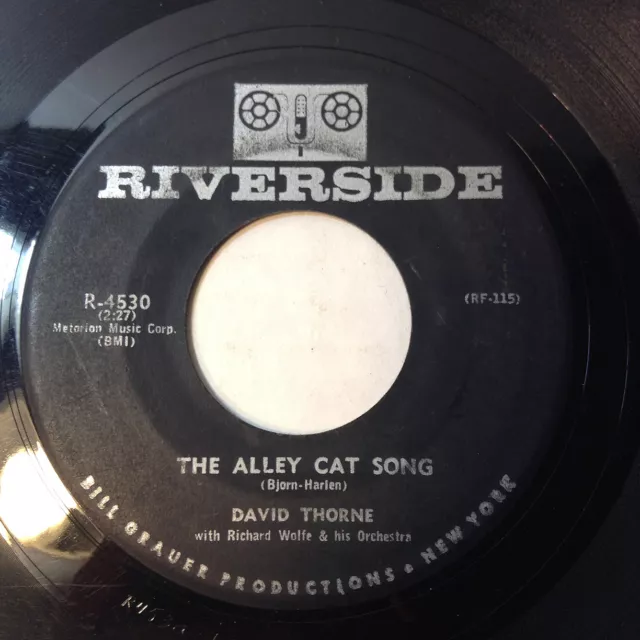 RIVERSIDE
R-4530
(2:27)
Metorion Music Corp.
(BMI)
(RF-115)
THE ALLEY CAT SONG
(Bjorn-Harlen)
DAVID THORNE
with Richard Wolfe & his Orchestra
BILL GRAUER PRODUCTIONS • NEW YORK